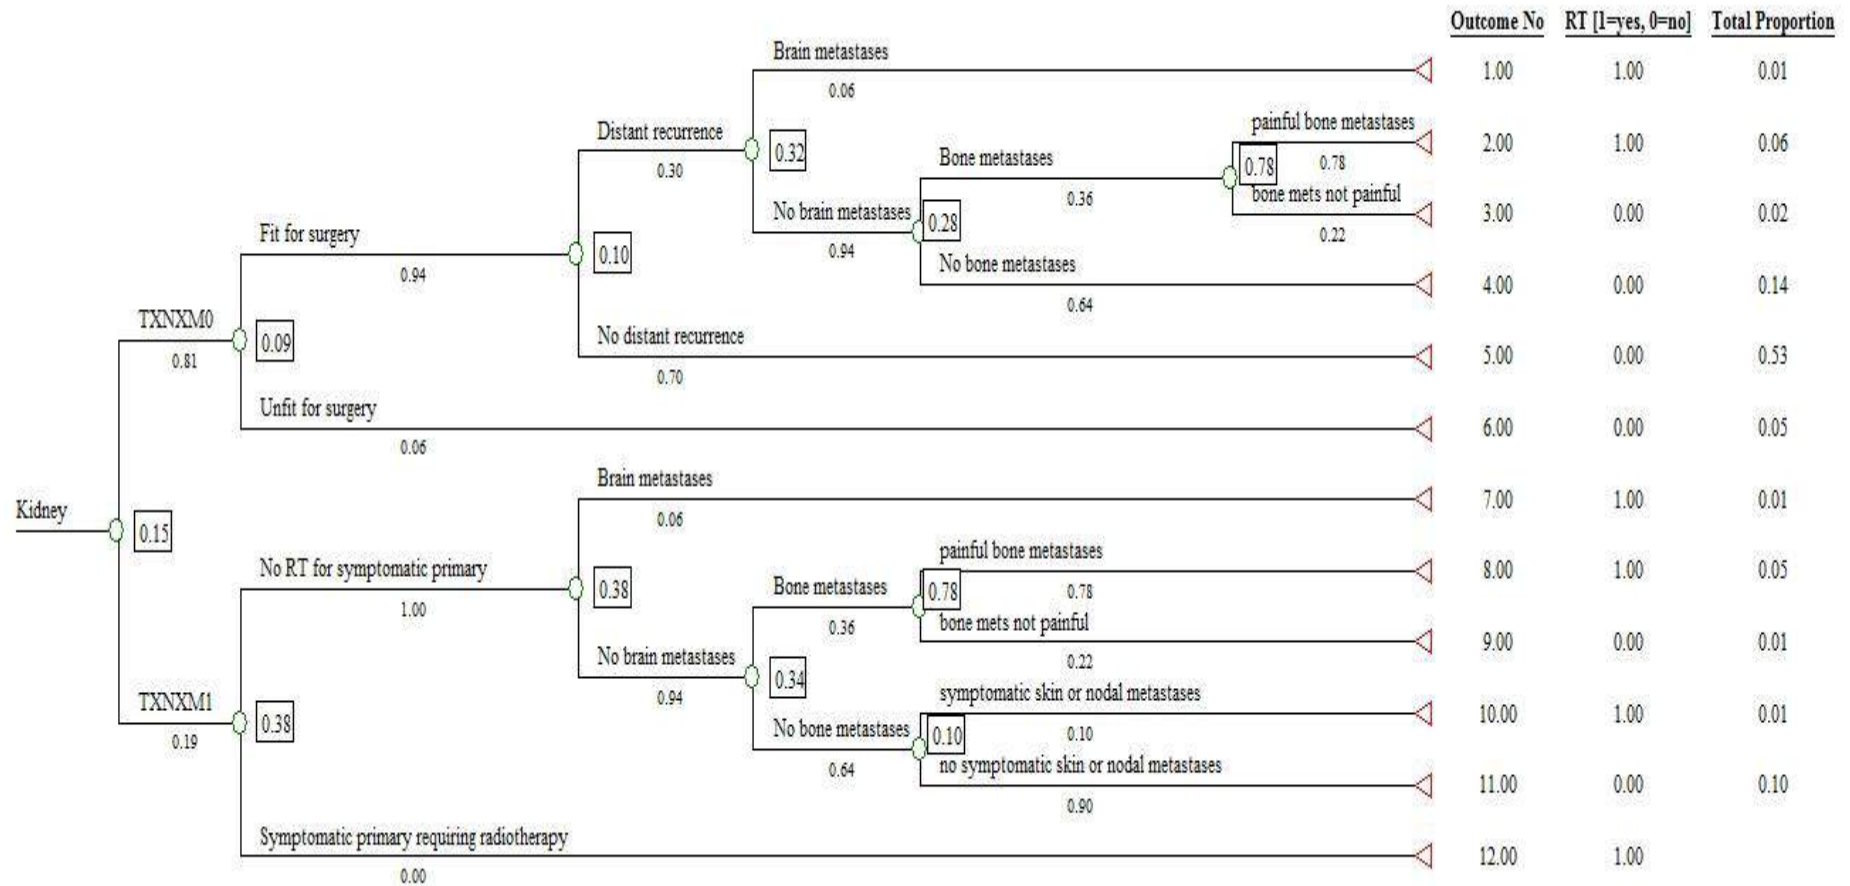 Outcome No RT [1=yes, 0=no] Total Proportion
Brain metastases
0.06
1.00 1.00 0.01
painful bone metastases
0.78
2.00 1.00 0.06
Distant recurrence
0.30
0.32
Bone metastases
0.36
0.78
bone mets not painful
0.22
3.00 0.00 0.02
No brain metastases
0.94
0.28
Fit for surgery
0.94
0.10
No bone metastases
0.64
4.00 0.00 0.14
TXNXM0
0.81
0.09
No distant recurrence
0.70
5.00 0.00 0.53
Unfit for surgery
0.06
6.00 0.00 0.05
Brain metastases
0.06
7.00 1.00 0.01
Kidney
0.15
painful bone metastases
0.78
8.00 1.00 0.05
No RT for symptomatic primary
1.00
0.38
Bone metastases
0.36
0.78
bone mets not painful
0.22
9.00 0.00 0.01
No brain metastases
0.94
0.34
TXNXM1
0.19
0.38
symptomatic skin or nodal metastases
0.10
10.00 1.00 0.01
No bone metastases
0.64
0.10
no symptomatic skin or nodal metastases
0.90
11.00 0.00 0.10
Symptomatic primary requiring radiotherapy
0.00
12.00 1.00